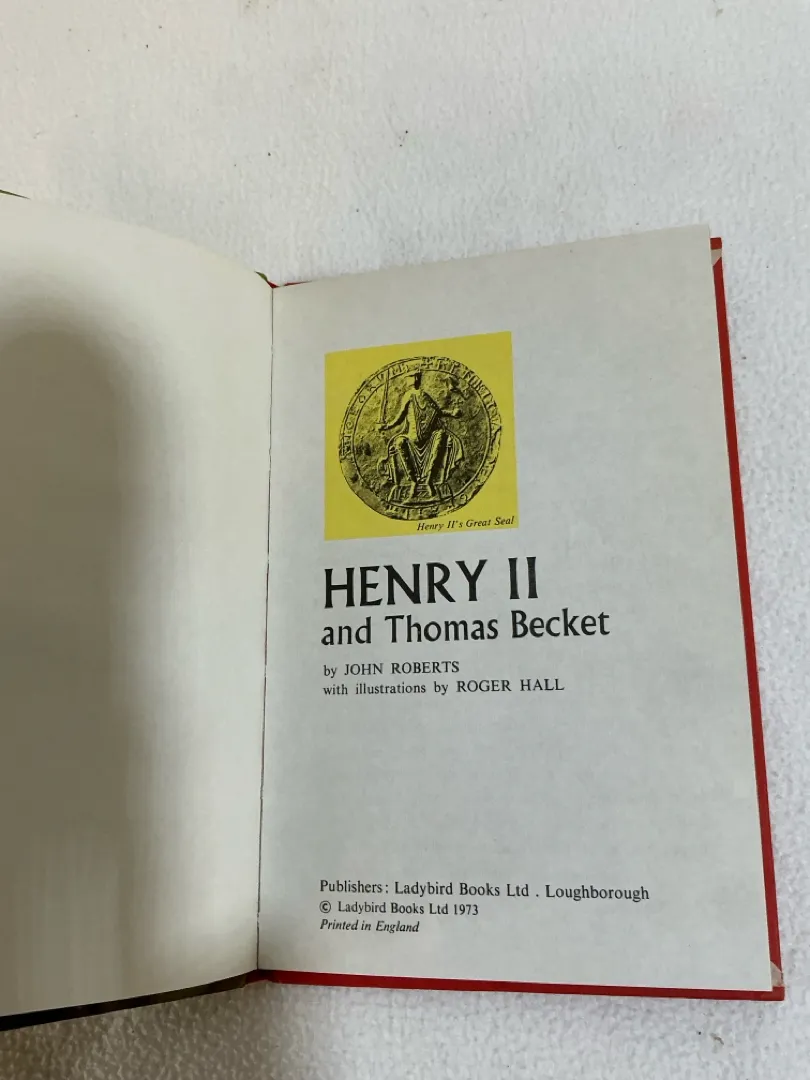 Henry II's Great Seal
HENRY II
and Thomas Becket
by JOHN ROBERTS
with illustrations by ROGER HALL
Publishers: Ladybird Books Ltd . Loughborough
© Ladybird Books Ltd 1973
Printed in England